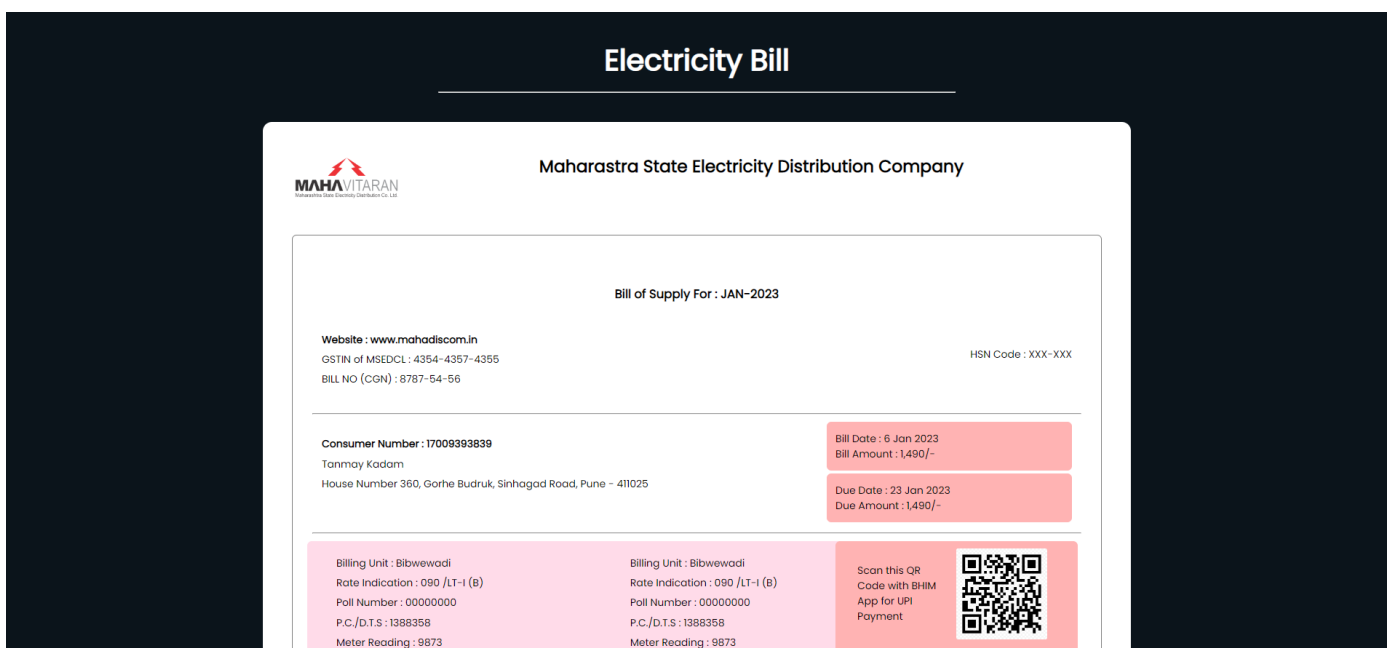 Electricity Bill
MAHAVITARAN
Maharashtra State Electricity Distribution Co. Ltd
Maharastra State Electricity Distribution Company
Bill of Supply For : JAN-2023
Website : www.mahadiscom.in
GSTIN of MSEDCL : 4354-4357-4355
BILL NO (CGN) : 8787-54-56
HSN Code : XXX-XXX
Consumer Number : 17009393839
Tanmay Kadam
House Number 360, Gorhe Budruk, Sinhagad Road, Pune - 411025
Bill Date : 6 Jan 2023
Bill Amount : 1,490/-
Due Date : 23 Jan 2023
Due Amount : 1,490/-
Billing Unit : Bibwewadi
Rate Indication : 090 /LT-I (B)
Poll Number : 00000000
P.C./D.T.S : 1388358
Meter Reading : 9873
Billing Unit : Bibwewadi
Rate Indication : 090 /LT-I (B)
Poll Number : 00000000
P.C./D.T.S : 1388358
Meter Reading : 9873
Scan this QR
Code with BHIM
App for UPI
Payment